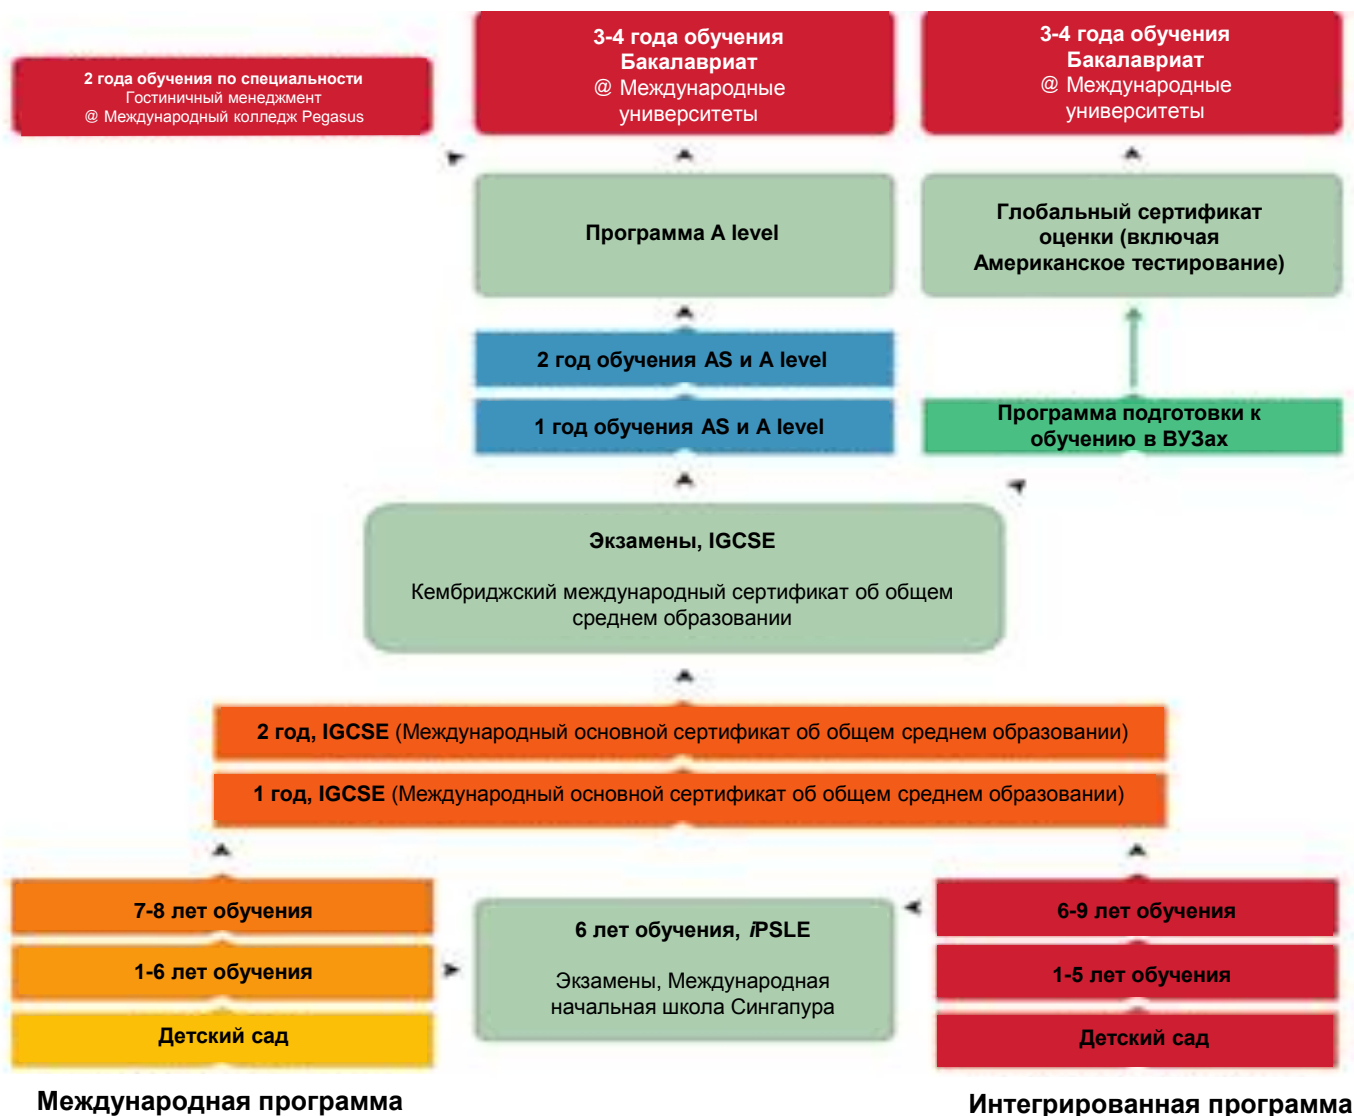 2 года обучения по специальности
Гостиничный менеджмент
@ Международный колледж Pegasus
3-4 года обучения
Бакалавриат
@ Международные
университеты
3-4 года обучения
Бакалавриат
@ Международные
университеты
Программа A level
Глобальный сертификат
оценки (включая
Американское тестирование)
2 год обучения AS и A level
1 год обучения AS и A level
Программа подготовки к
обучению в ВУЗах
Экзамены, IGCSE
Кембриджский международный сертификат об общем
среднем образовании
2 год, IGCSE (Международный основной сертификат об общем среднем образовании)
1 год, IGCSE (Международный основной сертификат об общем среднем образовании)
7-8 лет обучения
1-6 лет обучения
Детский сад
6 лет обучения, iPSLE
Экзамены, Международная
начальная школа Сингапура
6-9 лет обучения
1-5 лет обучения
Детский сад
Международная программа
Интегрированная программа